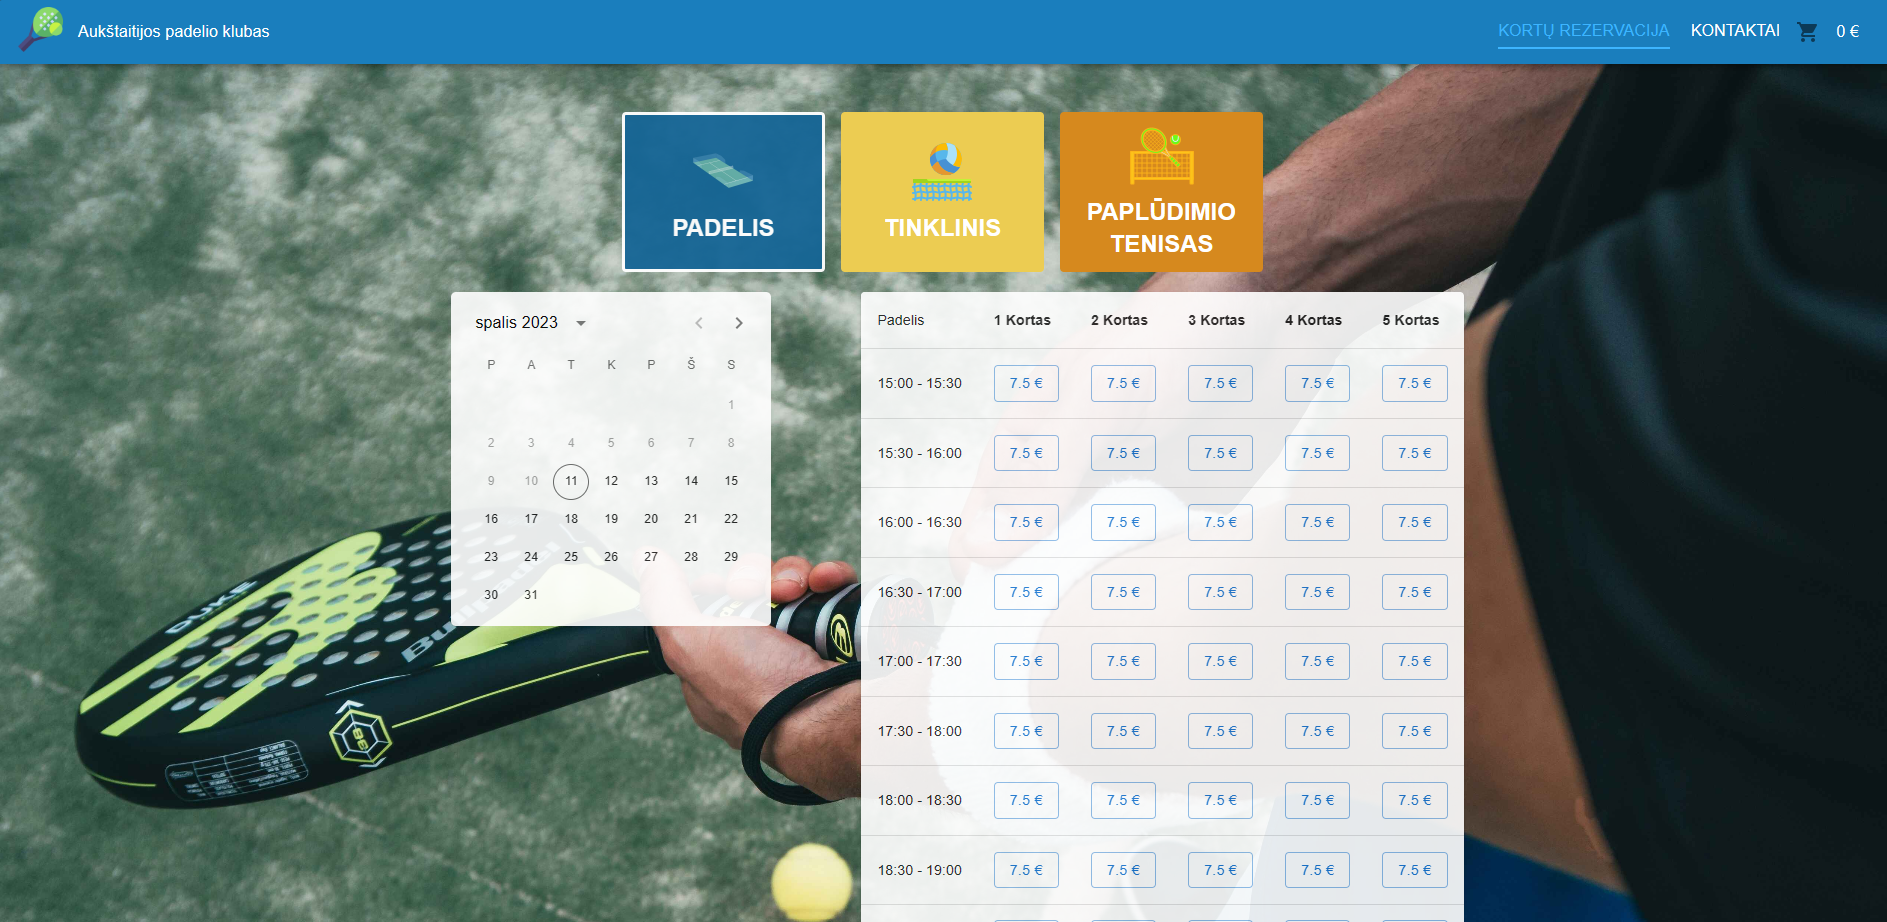 Aukštaitijos padelio klubas
KORTŲ REZERVACIJA KONTAKTAI 0 €
PADELIS
TINKLINIS
PAPLŪDIMIO
TENISAS
spalis 2023
P A T K P Š S
1
2 3 4 5 6 7 8
9 10 11 12 13 14 15
16 17 18 19 20 21 22
23 24 25 26 27 28 29
30 31
Padelis 1 Kortas 2 Kortas 3 Kortas 4 Kortas 5 Kortas
15:00 - 15:30 7.5 € 7.5 € 7.5 € 7.5 € 7.5 €
15:30 - 16:00 7.5 € 7.5 € 7.5 € 7.5 € 7.5 €
16:00 - 16:30 7.5 € 7.5 € 7.5 € 7.5 € 7.5 €
16:30 - 17:00 7.5 € 7.5 € 7.5 € 7.5 € 7.5 €
17:00 - 17:30 7.5 € 7.5 € 7.5 € 7.5 € 7.5 €
17:30 - 18:00 7.5 € 7.5 € 7.5 € 7.5 € 7.5 €
18:00 - 18:30 7.5 € 7.5 € 7.5 € 7.5 € 7.5 €
18:30 - 19:00 7.5 € 7.5 € 7.5 € 7.5 € 7.5 €